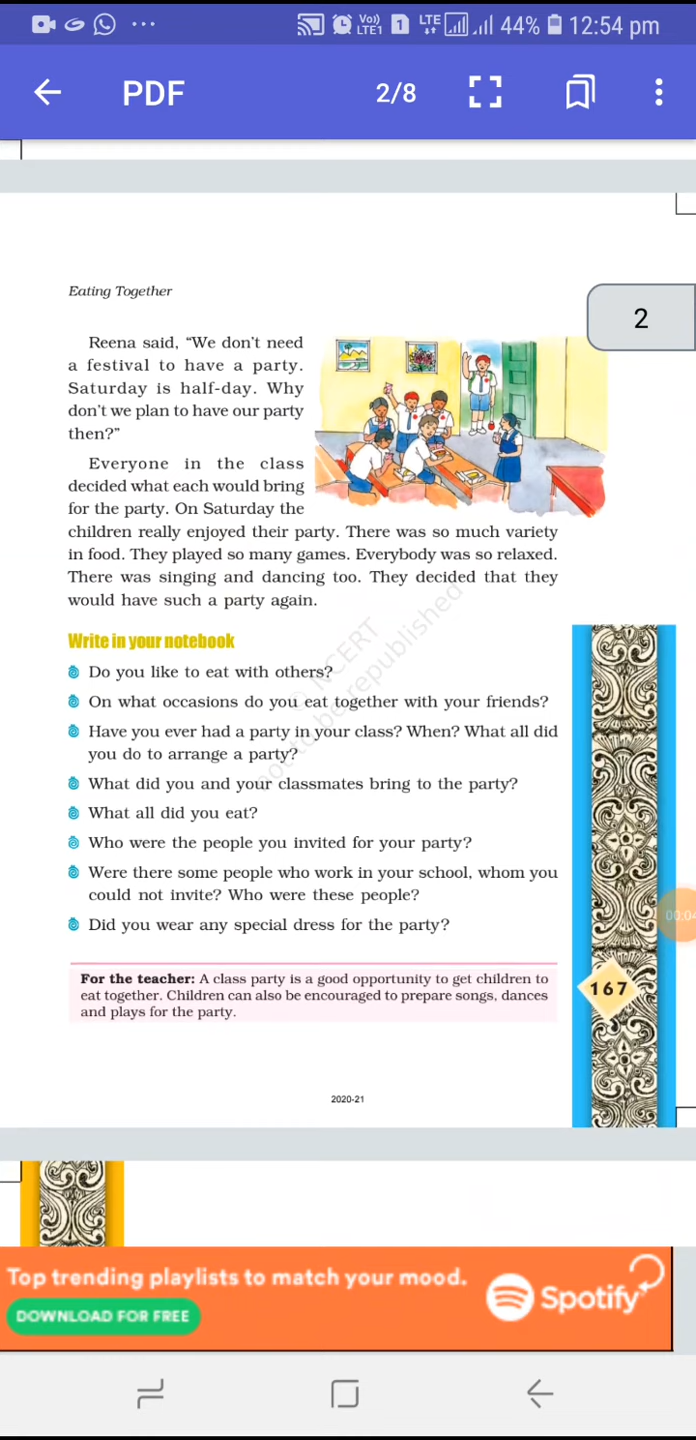 Vo))
LTE1
1
LTE
44%
12:54 pm
PDF
2/8
Eating Together
2
Reena said, “We don’t need
a festival to have a party.
Saturday is half-day. Why
don’t we plan to have our party
then?”
Everyone in the class
decided what each would bring
for the party. On Saturday the
children really enjoyed their party. There was so much variety
in food. They played so many games. Everybody was so relaxed.
There was singing and dancing too. They decided that they
would have such a party again.
© NCERT
not to be republished
Write in your notebook
Do you like to eat with others?
On what occasions do you eat together with your friends?
Have you ever had a party in your class? When? What all did
you do to arrange a party?
What did you and your classmates bring to the party?
What all did you eat?
Who were the people you invited for your party?
Were there some people who work in your school, whom you
could not invite? Who were these people?
Did you wear any special dress for the party?
00:04
For the teacher: A class party is a good opportunity to get children to
eat together. Children can also be encouraged to prepare songs, dances
and plays for the party.
167
2020-21
Top trending playlists to match your mood.
DOWNLOAD FOR FREE
Spotify